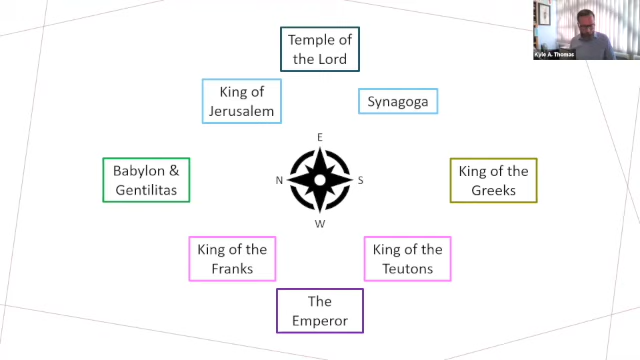 Temple of
the Lord
Kyle A. Thomas
King of
Jerusalem
Synagoga
E
Babylon &
Gentilitas
N
S
King of the
Greeks
W
King of the
Franks
King of the
Teutons
The
Emperor